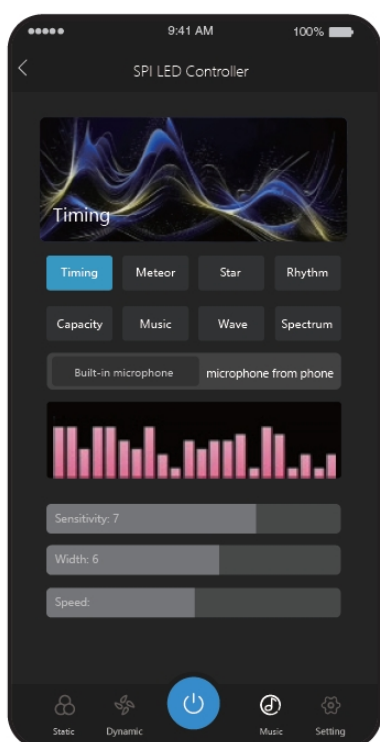 9:41 AM 100%
SPI LED Controller
Timing
Timing Meteor Star Rhythm
Capacity Music Wave Spectrum
Built-in microphone microphone from phone
Sensitivity: 7
Width: 6
Speed:
Static Dynamic Music Setting